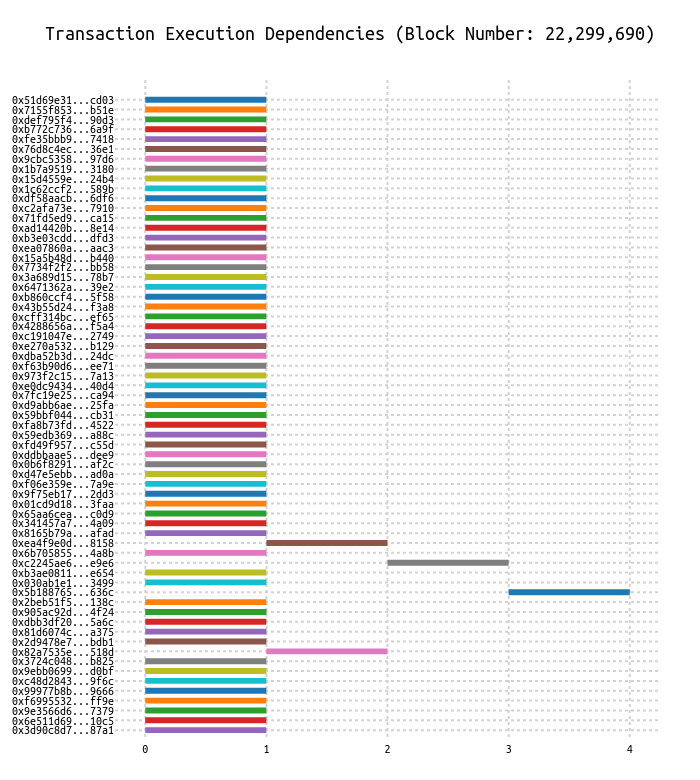 Transaction Execution Dependencies (Block Number: 22,299,690)
0x51d69e31...cd03
0x7155f853...b51e
0xdef795f4...90d3
0xb772c736...6a9f
0xfe35bbb9...7418
0x76d8c4ec...36e1
0x9cbc5358...97d6
0x1b7a9519...3180
0x15d4559e...24b4
0x1c62ccf2...589b
0xdf58aacb...6df6
0xc2afa73e...7910
0x71fd5ed9...ca15
0xad14420b...8e14
0xb3e03cdd...dfd3
0xea07860a...aac3
0x15a5b48d...b440
0x7734f2f2...bb58
0x3a689d15...78b7
0x6471362a...39e2
0xb860ccf4...5f58
0x43b55d24...f3a8
0xcff314bc...ef65
0x4288656a...f5a4
0xc191047e...2749
0xe270a532...b129
0xdba52b3d...24dc
0xf63b90d6...ee71
0x973f2c15...7a13
0xe0dc9434...40d4
0x7fc19e25...ca94
0xd9abb6ae...25fa
0x59bbf044...cb31
0xfa8b73fd...4522
0x59edb369...a88c
0xfd49f957...c55d
0xddbbaae5...dee9
0x0b6f8291...af2c
0xd47e5ebb...ad0a
0xf06e359e...7a9e
0x9f75eb17...2dd3
0x01cd9d18...3faa
0x65aa6cea...c0d9
0x341457a7...4a09
0x8165b79a...afad
0xea4f9e0d...8158
0x6b705855...4a8b
0xc2245ae6...e9e6
0xb3ae0811...e654
0x030ab1e1...3499
0x5b188765...636c
0x2beb51f5...138c
0x905ac92d...4f24
0xdbb3df20...5a6c
0x81d6074c...a375
0x2d9478e7...bdb1
0x82a7535e...518d
0x3724c048...b825
0x9ebb0699...d0bf
0xc48d2843...9f6c
0x99977b8b...9666
0xf6995532...ff9e
0x9e3566d6...7379
0x6e511d69...10c5
0x3d90c8d7...87a1
0 1 2 3 4